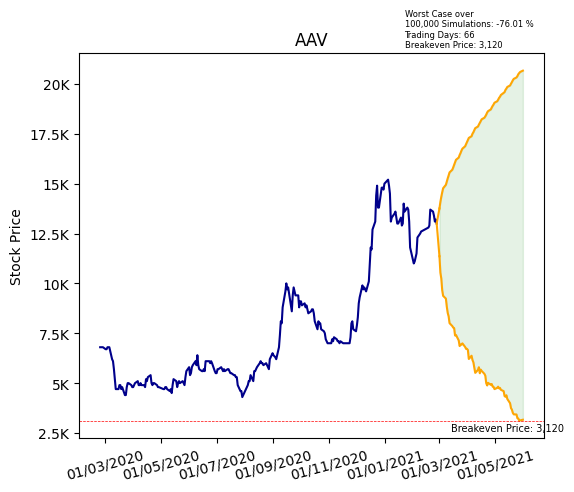 Worst Case over
100,000 Simulations: -76.01 %
Trading Days: 66
Breakeven Price: 3,120
AAV
Stock Price
20K
17.5K
15K
12.5K
10K
7.5K
5K
2.5K
Breakeven Price: 3,120
01/03/2020
01/05/2020
01/07/2020
01/09/2020
01/11/2020
01/01/2021
01/03/2021
01/05/2021